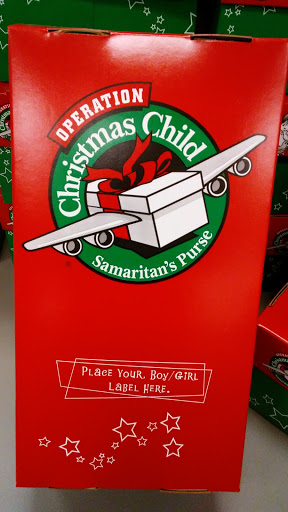 OPERATION
Christmas Child
Samaritan's Purse
PLACE YOUR BOY/GIRL
LABEL HERE.